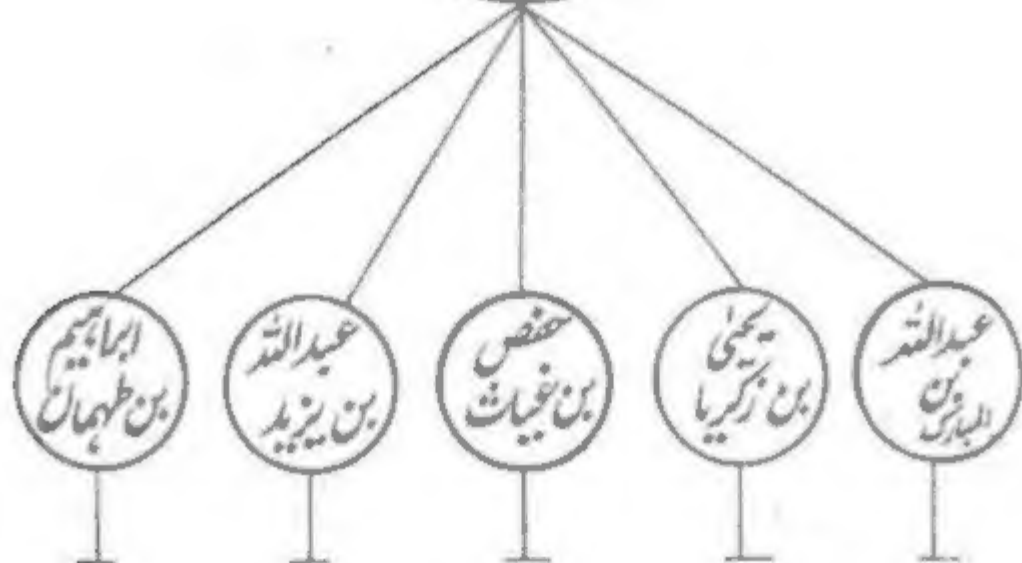 عبداللہ
بن
المبارک
یحییٰ
بن زکریا
حفص
بن غیاث
عبداللہ
بن یزید
ابراہیم
بن طہمان